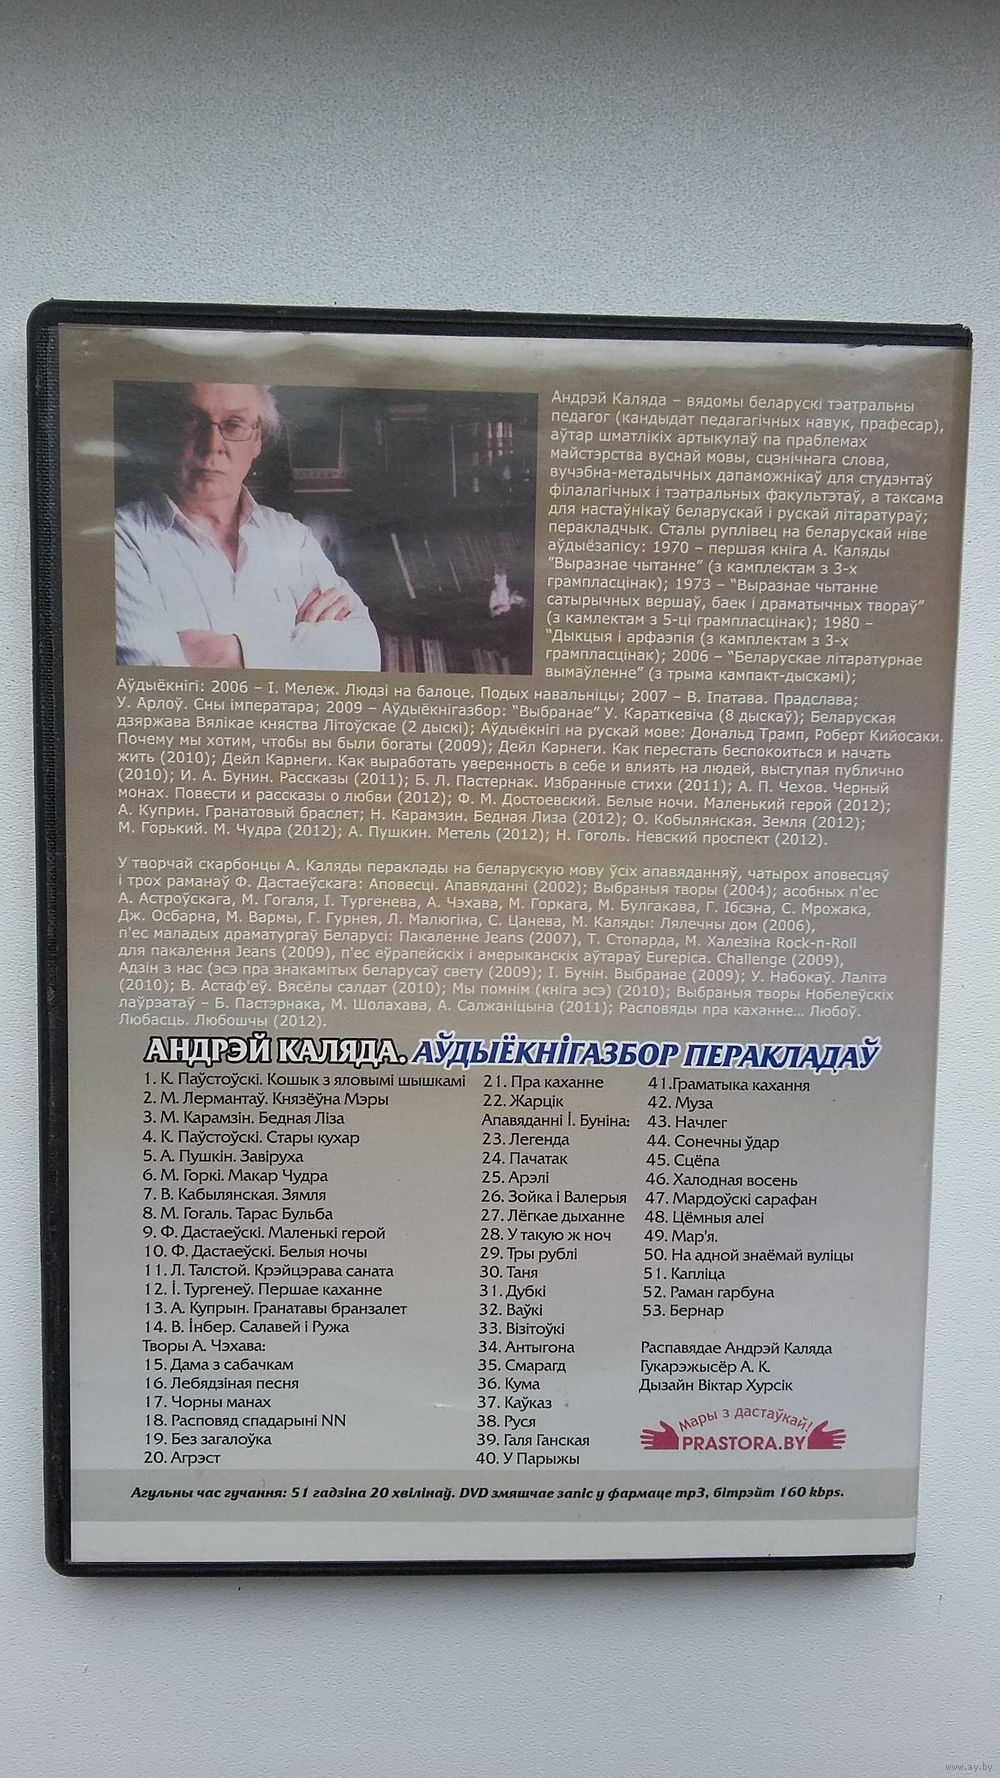 Андрэй Каляда – вядомы беларускі тэатральны
педагог (кандыдат педагагічных навук, прафесар),
аўтар шматлікіх артыкулаў па праблемах
майстэрства вуснай мовы, сцэнічнага слова,
вучэбна-метадычных дапаможнікаў для студэнтаў
філалагічных і тэатральных факультэтаў, а таксама
для настаўнікаў беларускай і рускай літаратураў;
перакладчык. Сталы руплівец на беларускай ніве
аўдыёзапісу: 1970 – першая кніга А. Каляды
"Выразнае чытанне” (з камплектам з 3-х
грампласцінак); 1973 – “Выразнае чытанне
сатырычных вершаў, баек і драматычных твораў”
(з камлектам з 5-ці грампласцінак); 1980 –
“Дыкцыя і арфаэпія (з камплектам з 3-х
грампласцінак); 2006 – “Беларускае літаратурнае
вымаўленне” (з трыма кампакт-дыскамі);
Аўдыёкнігі: 2006 – І. Мележ. Людзі на балоце. Подых навальніцы; 2007 – В. Іпатава. Прадслава;
У. Арлоў. Сны імператара; 2009 – Аўдыёкнігазбор: “Выбранае” У. Караткевіча (8 дыскаў); Беларуская
дзяржава Вялікае княства Літоўскае (2 дыскі); Аўдыёкнігі на рускай мове: Дональд Трамп, Роберт Кийосаки.
Почему мы хотим, чтобы вы были богаты (2009); Дейл Карнеги. Как перестать беспокоиться и начать
жить (2010); Дейл Карнеги. Как выработать уверенность в себе и влиять на людей, выступая публично
(2010); И. А. Бунин. Рассказы (2011); Б. Л. Пастернак. Избранные стихи (2011); А. П. Чехов. Черный
монах. Повести и рассказы о любви (2012); Ф. М. Достоевский. Белые ночи. Маленький герой (2012);
А. Куприн. Гранатовый браслет; Н. Карамзин. Бедная Лиза (2012); О. Кобылянская. Земля (2012);
М. Горький. М. Чудра (2012); А. Пушкин. Метель (2012); Н. Гоголь. Невский проспект (2012).
У творчай скарбонцы А. Каляды пераклады на беларускую мову ўсіх апавяданняў, чатырох аповесцяў
і трох раманаў Ф. Дастаеўскага: Аповесці. Апавяданні (2002); Выбраныя творы (2004); асобных п'ес
А. Астроўскага, М. Гогаля, І. Тургенева, А. Чэхава, М. Горкага, М. Булгакава, Г. Ібсэна, С. Мрожака,
Дж. Осбарна, М. Вармы, Г. Гурнея, Л. Малюгіна, С. Цанева, М. Каляды: Лялечны дом (2006),
п'ес маладых драматургаў Беларусі: Пакаленне Jeans (2007), Т. Стопарда, М. Халезіна Rock-n-Roll
для пакалення Jeans (2009), п'ес еўрапейскіх і амерыканскіх аўтараў Eurepica. Challenge (2009),
Адзін з нас (эсэ пра знакамітых беларусаў свету (2009); І. Бунін. Выбранае (2009); У. Набокаў. Лаліта
(2010); В. Астаф'еў. Вясёлы салдат (2010); Мы помнім (кніга эсэ) (2010); Выбраныя творы Нобелеўскіх
лаўрэатаў – Б. Пастэрнака, М. Шолахава, А. Салжаніцына (2011); Расповяды пра каханне... Любоў.
Любасць. Любошчы (2012).
АНДРЭЙ КАЛЯДА. АЎДЫЁКНІГАЗБОР ПЕРАКЛАДАЎ
1. К. Паўстоўскі. Кошык з яловымі шышкамі
2. М. Лермантаў. Князёўна Мэры
3. М. Карамзін. Бедная Ліза
4. К. Паўстоўскі. Стары кухар
5. А. Пушкін. Завіруха
6. М. Горкі. Макар Чудра
7. В. Кабылянская. Зямля
8. М. Гогаль. Тарас Бульба
9. Ф. Дастаеўскі. Маленькі герой
10. Ф. Дастаеўскі. Белыя ночы
11. Л. Талстой. Крэйцэрава саната
12. І. Тургенеў. Першае каханне
13. А. Купрын. Гранатавы бранзалет
14. В. Інбер. Салавей і Ружа
Творы А. Чэхава:
15. Дама з сабачкам
16. Лебядзіная песня
17. Чорны манах
18. Расповяд спадарыні NN
19. Без загалоўка
20. Агрэст
21. Пра каханне
22. Жарцік
Апавяданні І. Буніна:
23. Легенда
24. Пачатак
25. Арэлі
26. Зойка і Валерыя
27. Лёгкае дыханне
28. У такую ж ноч
29. Тры рублі
30. Таня
31. Дубкі
32. Ваўкі
33. Візітоўкі
34. Антыгона
35. Смарагд
36. Кума
37. Каўказ
38. Руся
39. Галя Ганская
40. У Парыжы
41.Граматыка кахання
42. Муза
43. Начлег
44. Сонечны ўдар
45. Сцёпа
46. Халодная восень
47. Мардоўскі сарафан
48. Цёмныя алеі
49. Мар'я.
50. На адной знаёмай вуліцы
51. Капліца
52. Раман гарбуна
53. Бернар
Распавядае Андрэй Каляда
Гукарэжысёр А. К.
Дызайн Віктар Хурсік
Мары з дастаўкай!
PRASTORA.BY
Агульны час гучання: 51 гадзіна 20 хвілінаў. DVD змяшчае запіс у фармаце mp3, бітрэйт 160 kbps.
www.ay.by